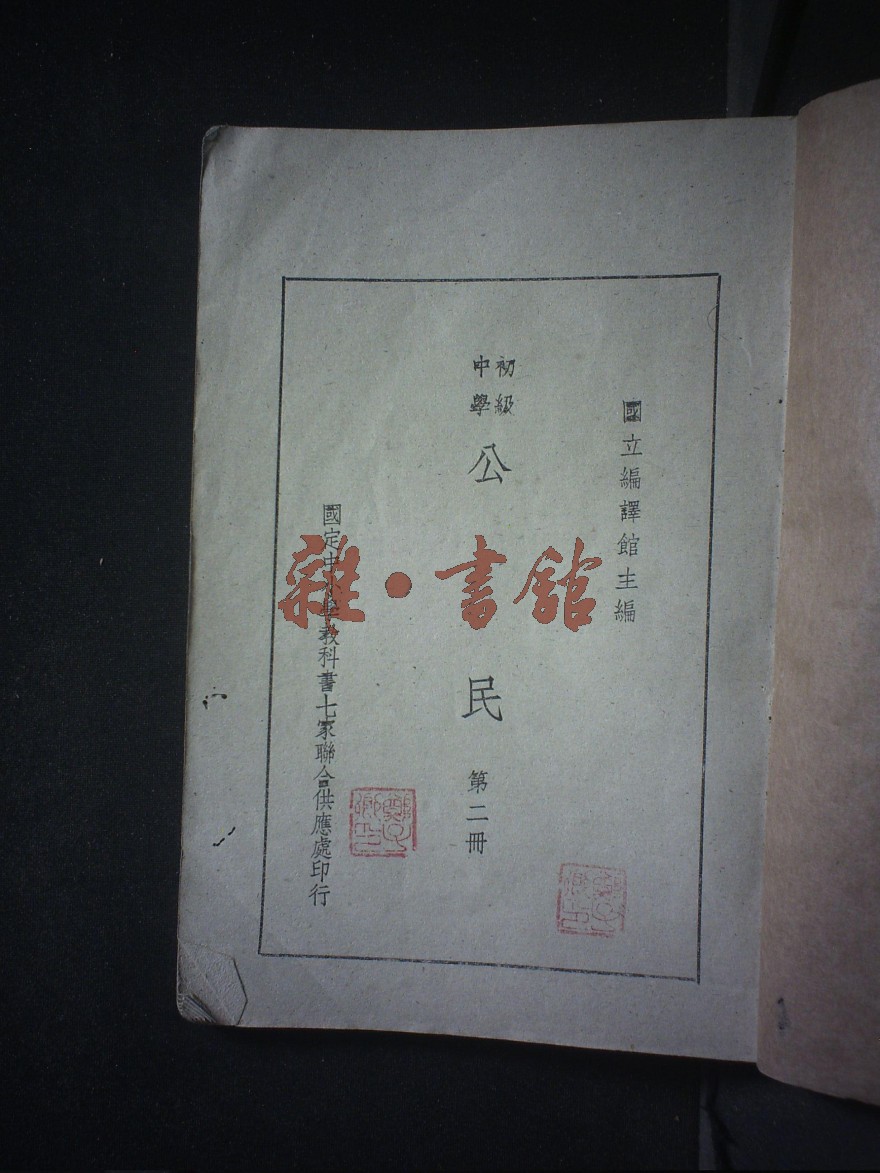 國立編譯館主編
初級
中學
公民
第二冊
國定中小學教科書七家聯合供應處印行
雜·書館